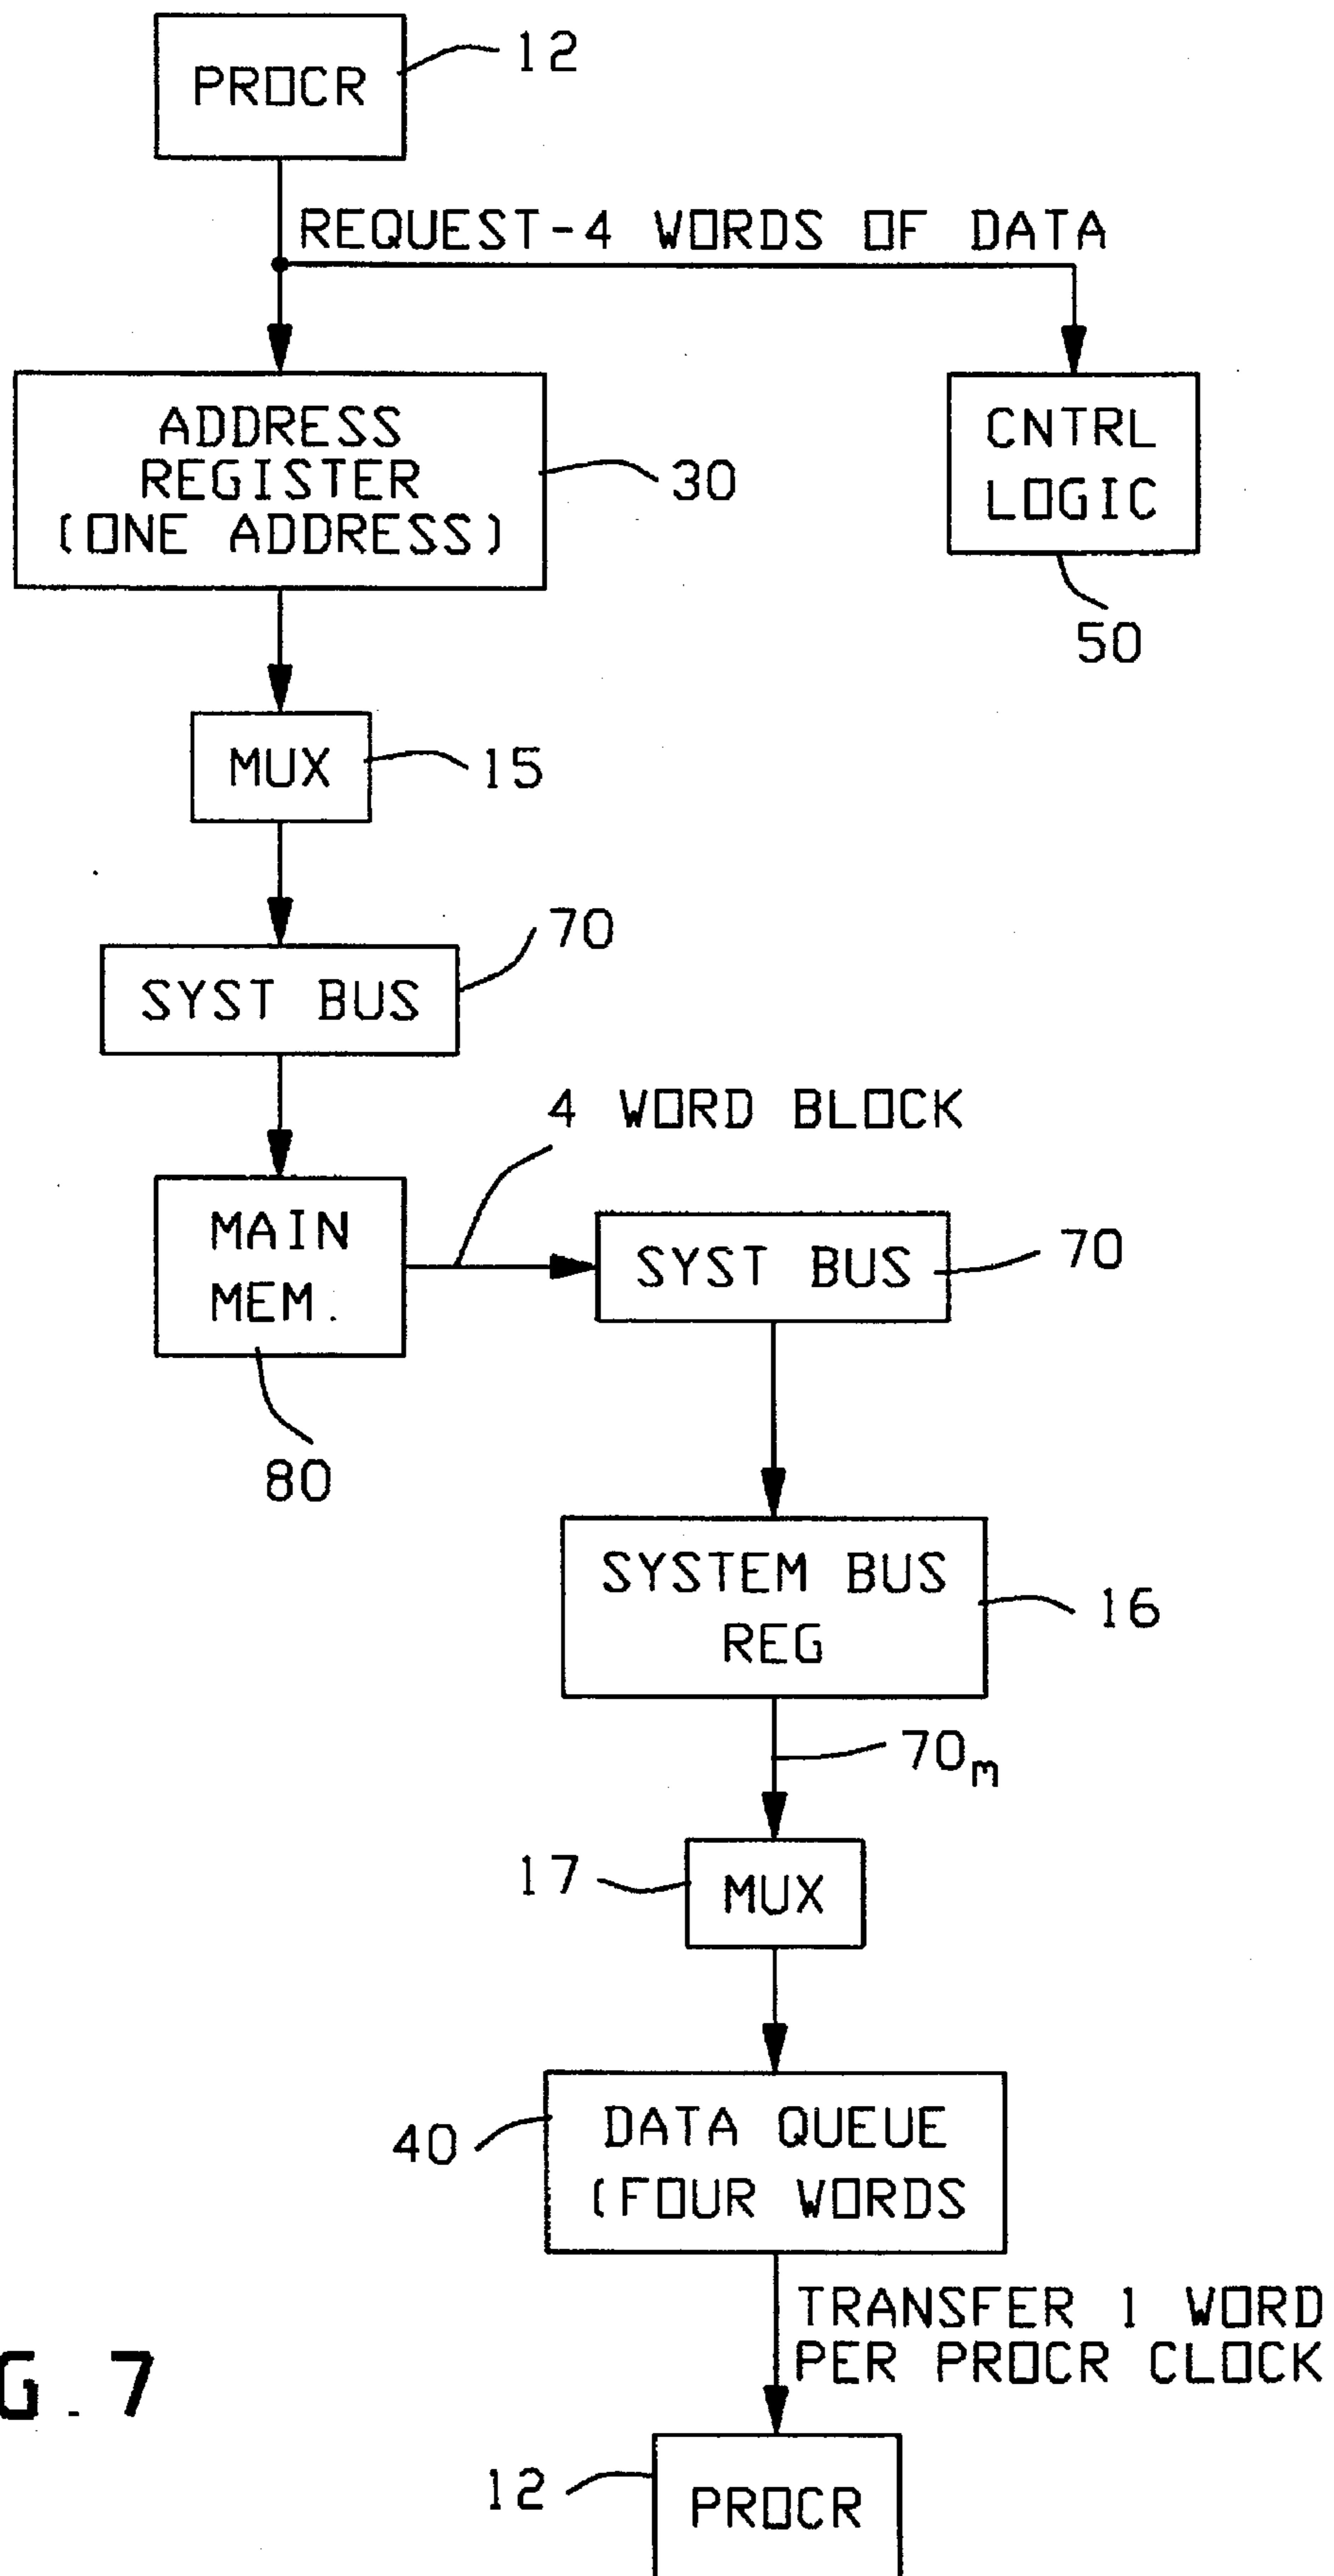 PROCR
12
REQUEST-4 WORDS OF DATA
ADDRESS
REGISTER
(ONE ADDRESS)
30
CNTRL
LOGIC
50
MUX
15
70
SYST BUS
4 WORD BLOCK
MAIN
MEM.
80
SYST BUS
70
SYSTEM BUS
REG
16
70m
17
MUX
40
DATA QUEUE
(FOUR WORDS
TRANSFER 1 WORD
PER PROCR CLOCK
G.7
12
PROCR